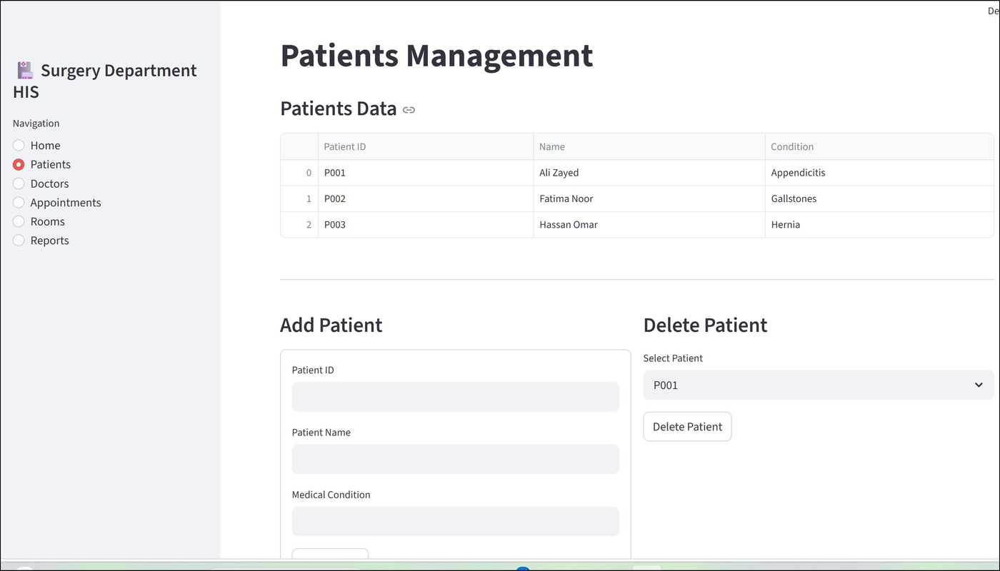 De
Surgery Department
HIS
Navigation
Home
Patients
Doctors
Appointments
Rooms
Reports
Patients Management
Patients Data
Patient ID Name Condition
0 P001 Ali Zayed Appendicitis
1 P002 Fatima Noor Gallstones
2 P003 Hassan Omar Hernia
Add Patient
Patient ID
Patient Name
Medical Condition
Delete Patient
Select Patient
P001
Delete Patient